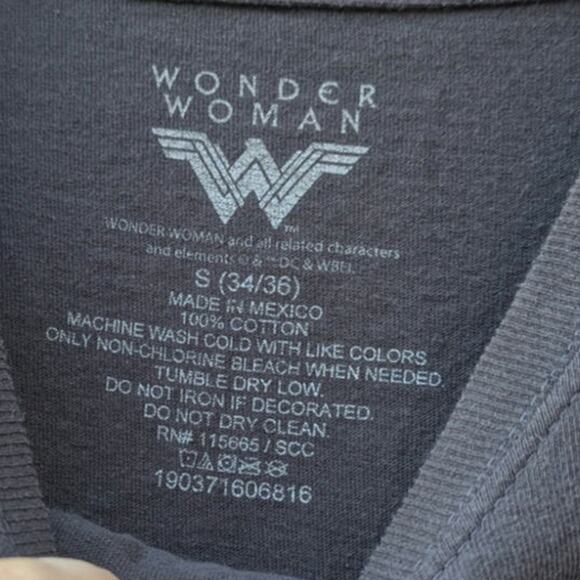 WONDER
WOMAN
TM
WONDER WOMAN and all related characters
and elements © & ™ DC & WBEI.
S (34/36)
MADE IN MEXICO
100% COTTON
MACHINE WASH COLD WITH LIKE COLORS
ONLY NON-CHLORINE BLEACH WHEN NEEDED.
TUMBLE DRY LOW.
DO NOT IRON IF DECORATED.
DO NOT DRY CLEAN.
RN# 115665 / SCC
190371606816